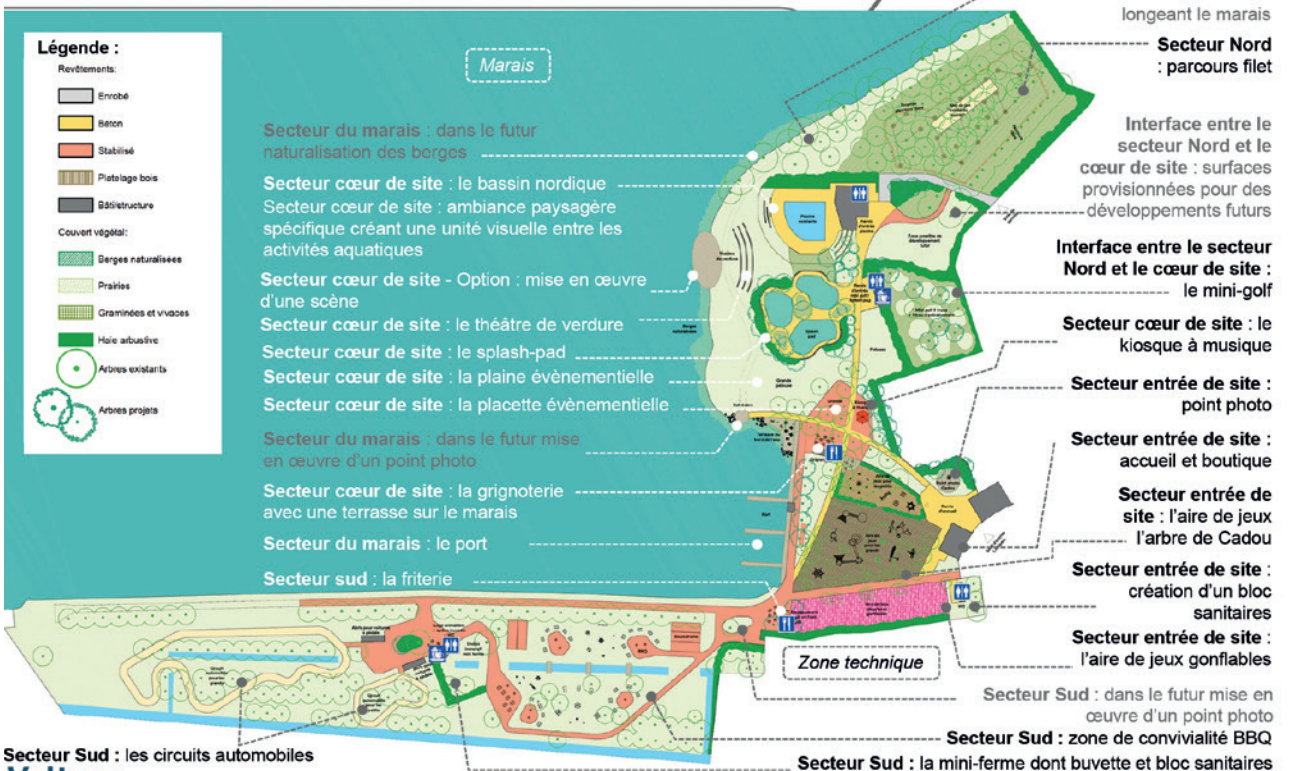 longeant le marais
Secteur Nord
: parcours filet
Légende :
Revêtements:
Enrobé
Béton
Stabilisé
Platelage bois
Bâti/structure
Couvert végétal:
Berges naturalisées
Prairies
Graminées et vivaces
Haie arbustive
Arbres existants
Arbres projets
Marais
Secteur du marais : dans le futur
naturalisation des berges
Secteur cœur de site : le bassin nordique
Secteur cœur de site : ambiance paysagère
spécifique créant une unité visuelle entre les
activités aquatiques
Secteur cœur de site - Option : mise en œuvre
d'une scène
Secteur cœur de site : le théâtre de verdure
Secteur cœur de site : le splash-pad
Secteur cœur de site : la plaine évènementielle
Secteur cœur de site : la placette évènementielle
Secteur du marais : dans le futur mise
en œuvre d'un point photo
Secteur cœur de site : la grignoterie
avec une terrasse sur le marais
Secteur du marais : le port
Secteur sud : la friterie
Interface entre le
secteur Nord et le
cœur de site : surfaces
provisionnées pour des
développements futurs
Interface entre le secteur
Nord et le cœur de site :
le mini-golf
Secteur cœur de site : le
kiosque à musique
Secteur entrée de site :
point photo
Secteur entrée de site :
accueil et boutique
Secteur entrée de
site : l'aire de jeux
l'arbre de Cadou
Secteur entrée de site :
création d'un bloc
sanitaires
Secteur entrée de site :
l'aire de jeux gonflables
Zone technique
Secteur Sud : dans le futur mise en
œuvre d'un point photo
Secteur Sud : zone de convivialité BBQ
Secteur Sud : la mini-ferme dont buvette et bloc sanitaires
Secteur Sud : les circuits automobiles